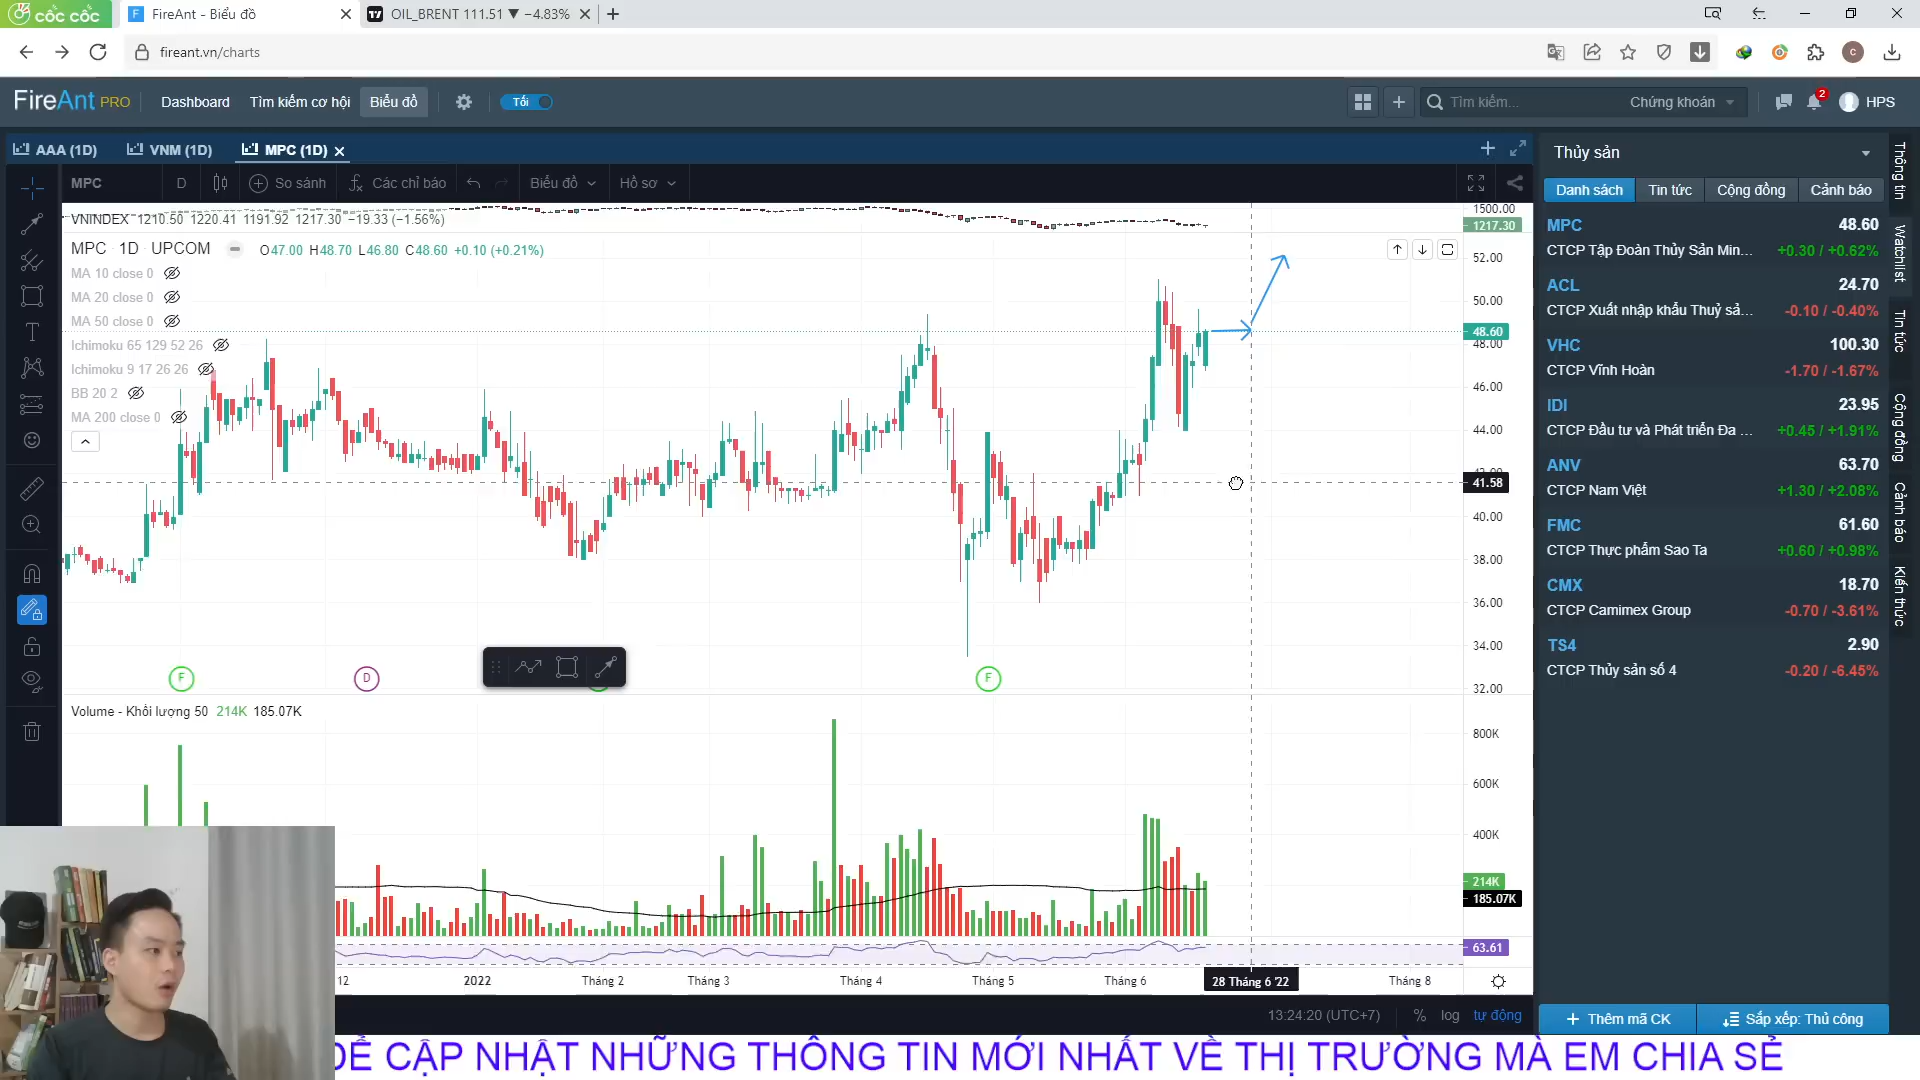 cốc cốc
FireAnt - Biểu đồ
OIL_BRENT 111.51 ▼ −4.83%
fireant.vn/charts
FireAnt PRO
Dashboard
Tìm kiếm cơ hội
Biểu đồ
Tối
Tìm kiếm...
Chứng khoán
2
HPS
AAA (1D)
VNM (1D)
MPC (1D)
MPC
D
So sánh
Các chỉ báo
Biểu đồ
Hồ sơ
VNINDEX 1210.50 1220.41 1191.92 1217.30 −19.33 (−1.56%)
MPC 1D UPCOM
O47.00 H48.70 L46.80 C48.60 +0.10 (+0.21%)
MA 10 close 0
MA 20 close 0
MA 50 close 0
Ichimoku 65 129 52 26
Ichimoku 9 17 26 26
BB 20 2
MA 200 close 0
1500.00
1217.30
52.00
50.00
48.60
48.00
46.00
44.00
42.00
41.58
40.00
38.00
36.00
34.00
32.00
F
D
F
Volume - Khối lượng 50 214K 185.07K
800K
600K
400K
214K
185.07K
63.61
12
2022
Tháng 2
Tháng 3
Tháng 4
Tháng 5
Tháng 6
28 Tháng 6 '22
Tháng 8
13:24:20 (UTC+7)
%
log
tự động
Thủy sản
Danh sách
Tin tức
Cộng đồng
Cảnh báo
MPC 48.60
CTCP Tập Đoàn Thủy Sản Min... +0.30 / +0.62%
ACL 24.70
CTCP Xuất nhập khẩu Thuỷ sả... -0.10 / -0.40%
VHC 100.30
CTCP Vĩnh Hoàn -1.70 / -1.67%
IDI 23.95
CTCP Đầu tư và Phát triển Đa ... +0.45 / +1.91%
ANV 63.70
CTCP Nam Việt +1.30 / +2.08%
FMC 61.60
CTCP Thực phẩm Sao Ta +0.60 / +0.98%
CMX 18.70
CTCP Camimex Group -0.70 / -3.61%
TS4 2.90
CTCP Thủy sản số 4 -0.20 / -6.45%
Thêm mã CK
Sắp xếp: Thủ công
Thông tin
Watchlist
Tin tức
Cộng đồng
Cảnh báo
Kiến thức
ĐỂ CẬP NHẬT NHỮNG THÔNG TIN MỚI NHẤT VỀ THỊ TRƯỜNG MÀ EM CHIA SẺ